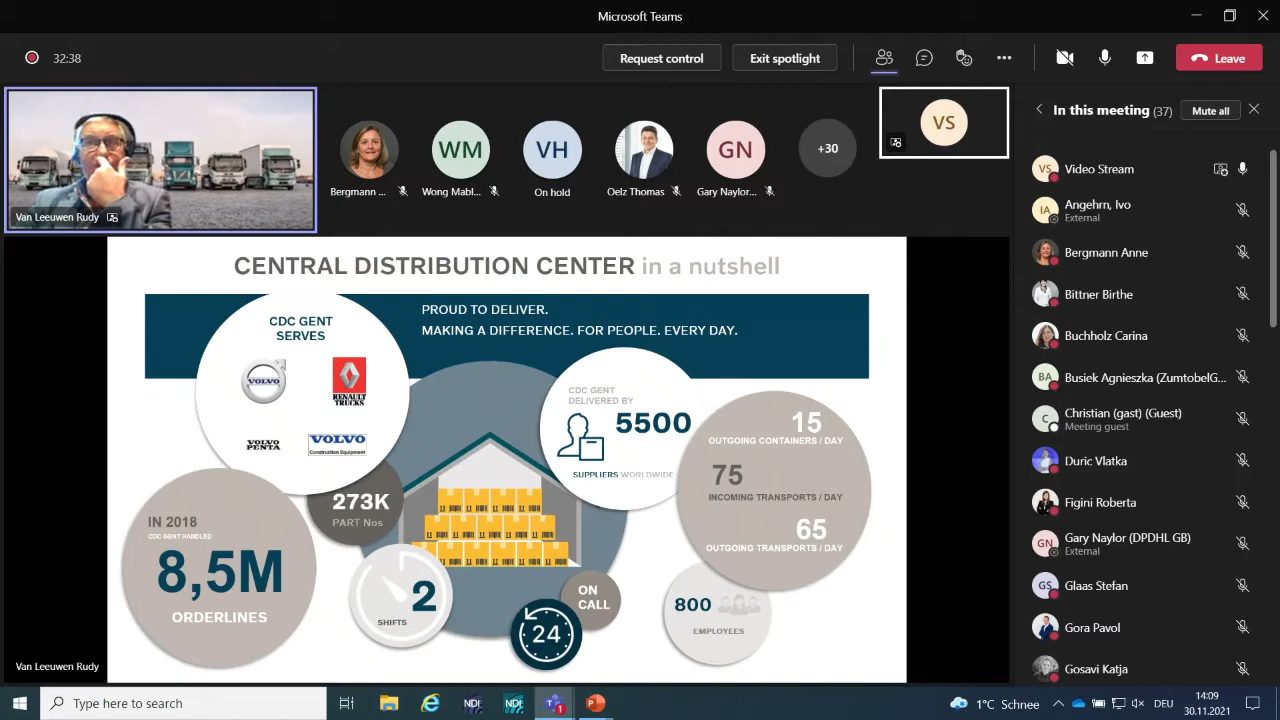 Microsoft Teams
32:38
Request control
Exit spotlight
Leave
Van Leeuwen Rudy
Bergmann ...
WM
Wong Mabl...
VH
On hold
Oelz Thomas
GN
Gary Naylor...
+30
VS
In this meeting (37)
Mute all
VS
Video Stream
IA
Angehrn, Ivo
External
Bergmann Anne
Bittner Birthe
Buchholz Carina
BA
Busiek Agnieszka (ZumtobelG...
C
Christian (gast) (Guest)
Meeting guest
Duric Vlatka
Figini Roberta
GN
Gary Naylor (DPDHL GB)
External
GS
Glaas Stefan
Gora Pavol
Gosavi Katja
CENTRAL DISTRIBUTION CENTER in a nutshell
PROUD TO DELIVER.
MAKING A DIFFERENCE. FOR PEOPLE. EVERY DAY.
CDC GENT
SERVES
VOLVO
RENAULT
TRUCKS
VOLVO
PENTA
VOLVO
Construction Equipment
CDC GENT
DELIVERED BY
5500
SUPPLIERS WORLDWIDE
15
OUTGOING CONTAINERS / DAY
75
INCOMING TRANSPORTS / DAY
65
OUTGOING TRANSPORTS / DAY
273K
PART Nos
IN 2018
CDC GENT HANDLED
8,5M
ORDERLINES
2
SHIFTS
ON
CALL
24
800
EMPLOYEES
Van Leeuwen Rudy
Type here to search
NDF
NDF
1
1°C Schnee
DEU
14:09
30.11.2021